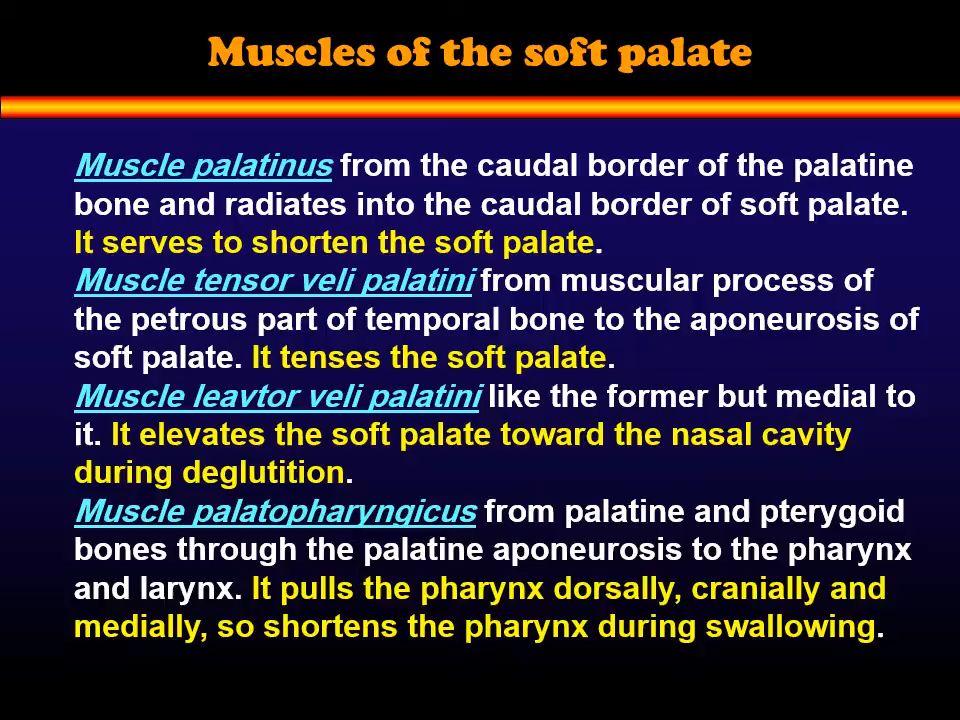 Muscles of the soft palate
Muscle palatinus from the caudal border of the palatine
bone and radiates into the caudal border of soft palate.
It serves to shorten the soft palate.
Muscle tensor veli palatini from muscular process of
the petrous part of temporal bone to the aponeurosis of
soft palate. It tenses the soft palate.
Muscle leavtor veli palatini like the former but medial to
it. It elevates the soft palate toward the nasal cavity
during deglutition.
Muscle palatopharyngicus from palatine and pterygoid
bones through the palatine aponeurosis to the pharynx
and larynx. It pulls the pharynx dorsally, cranially and
medially, so shortens the pharynx during swallowing.